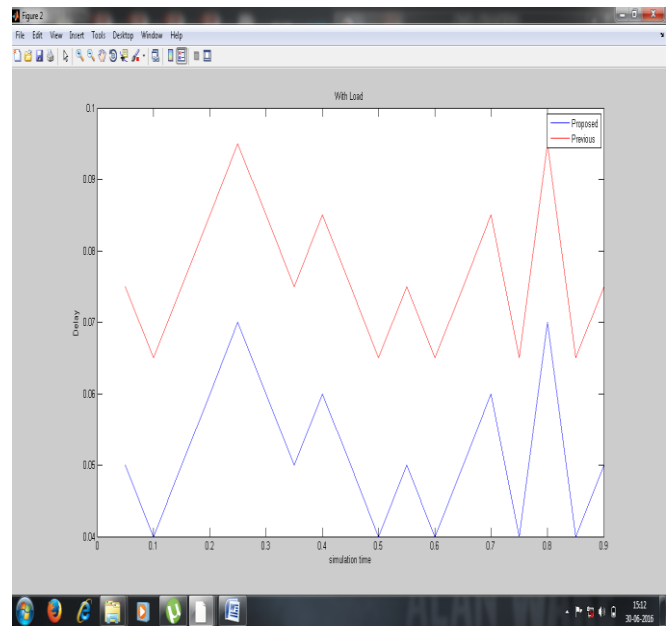 Figure 2
File Edit View Insert Tools Desktop Window Help
With Load
Proposed
Previous
0.1
0.09
0.08
0.07
0.06
0.05
0.04
Delay
0 0.1 0.2 0.3 0.4 0.5 0.6 0.7 0.8 0.9
simulation time
15:12
30-06-2016